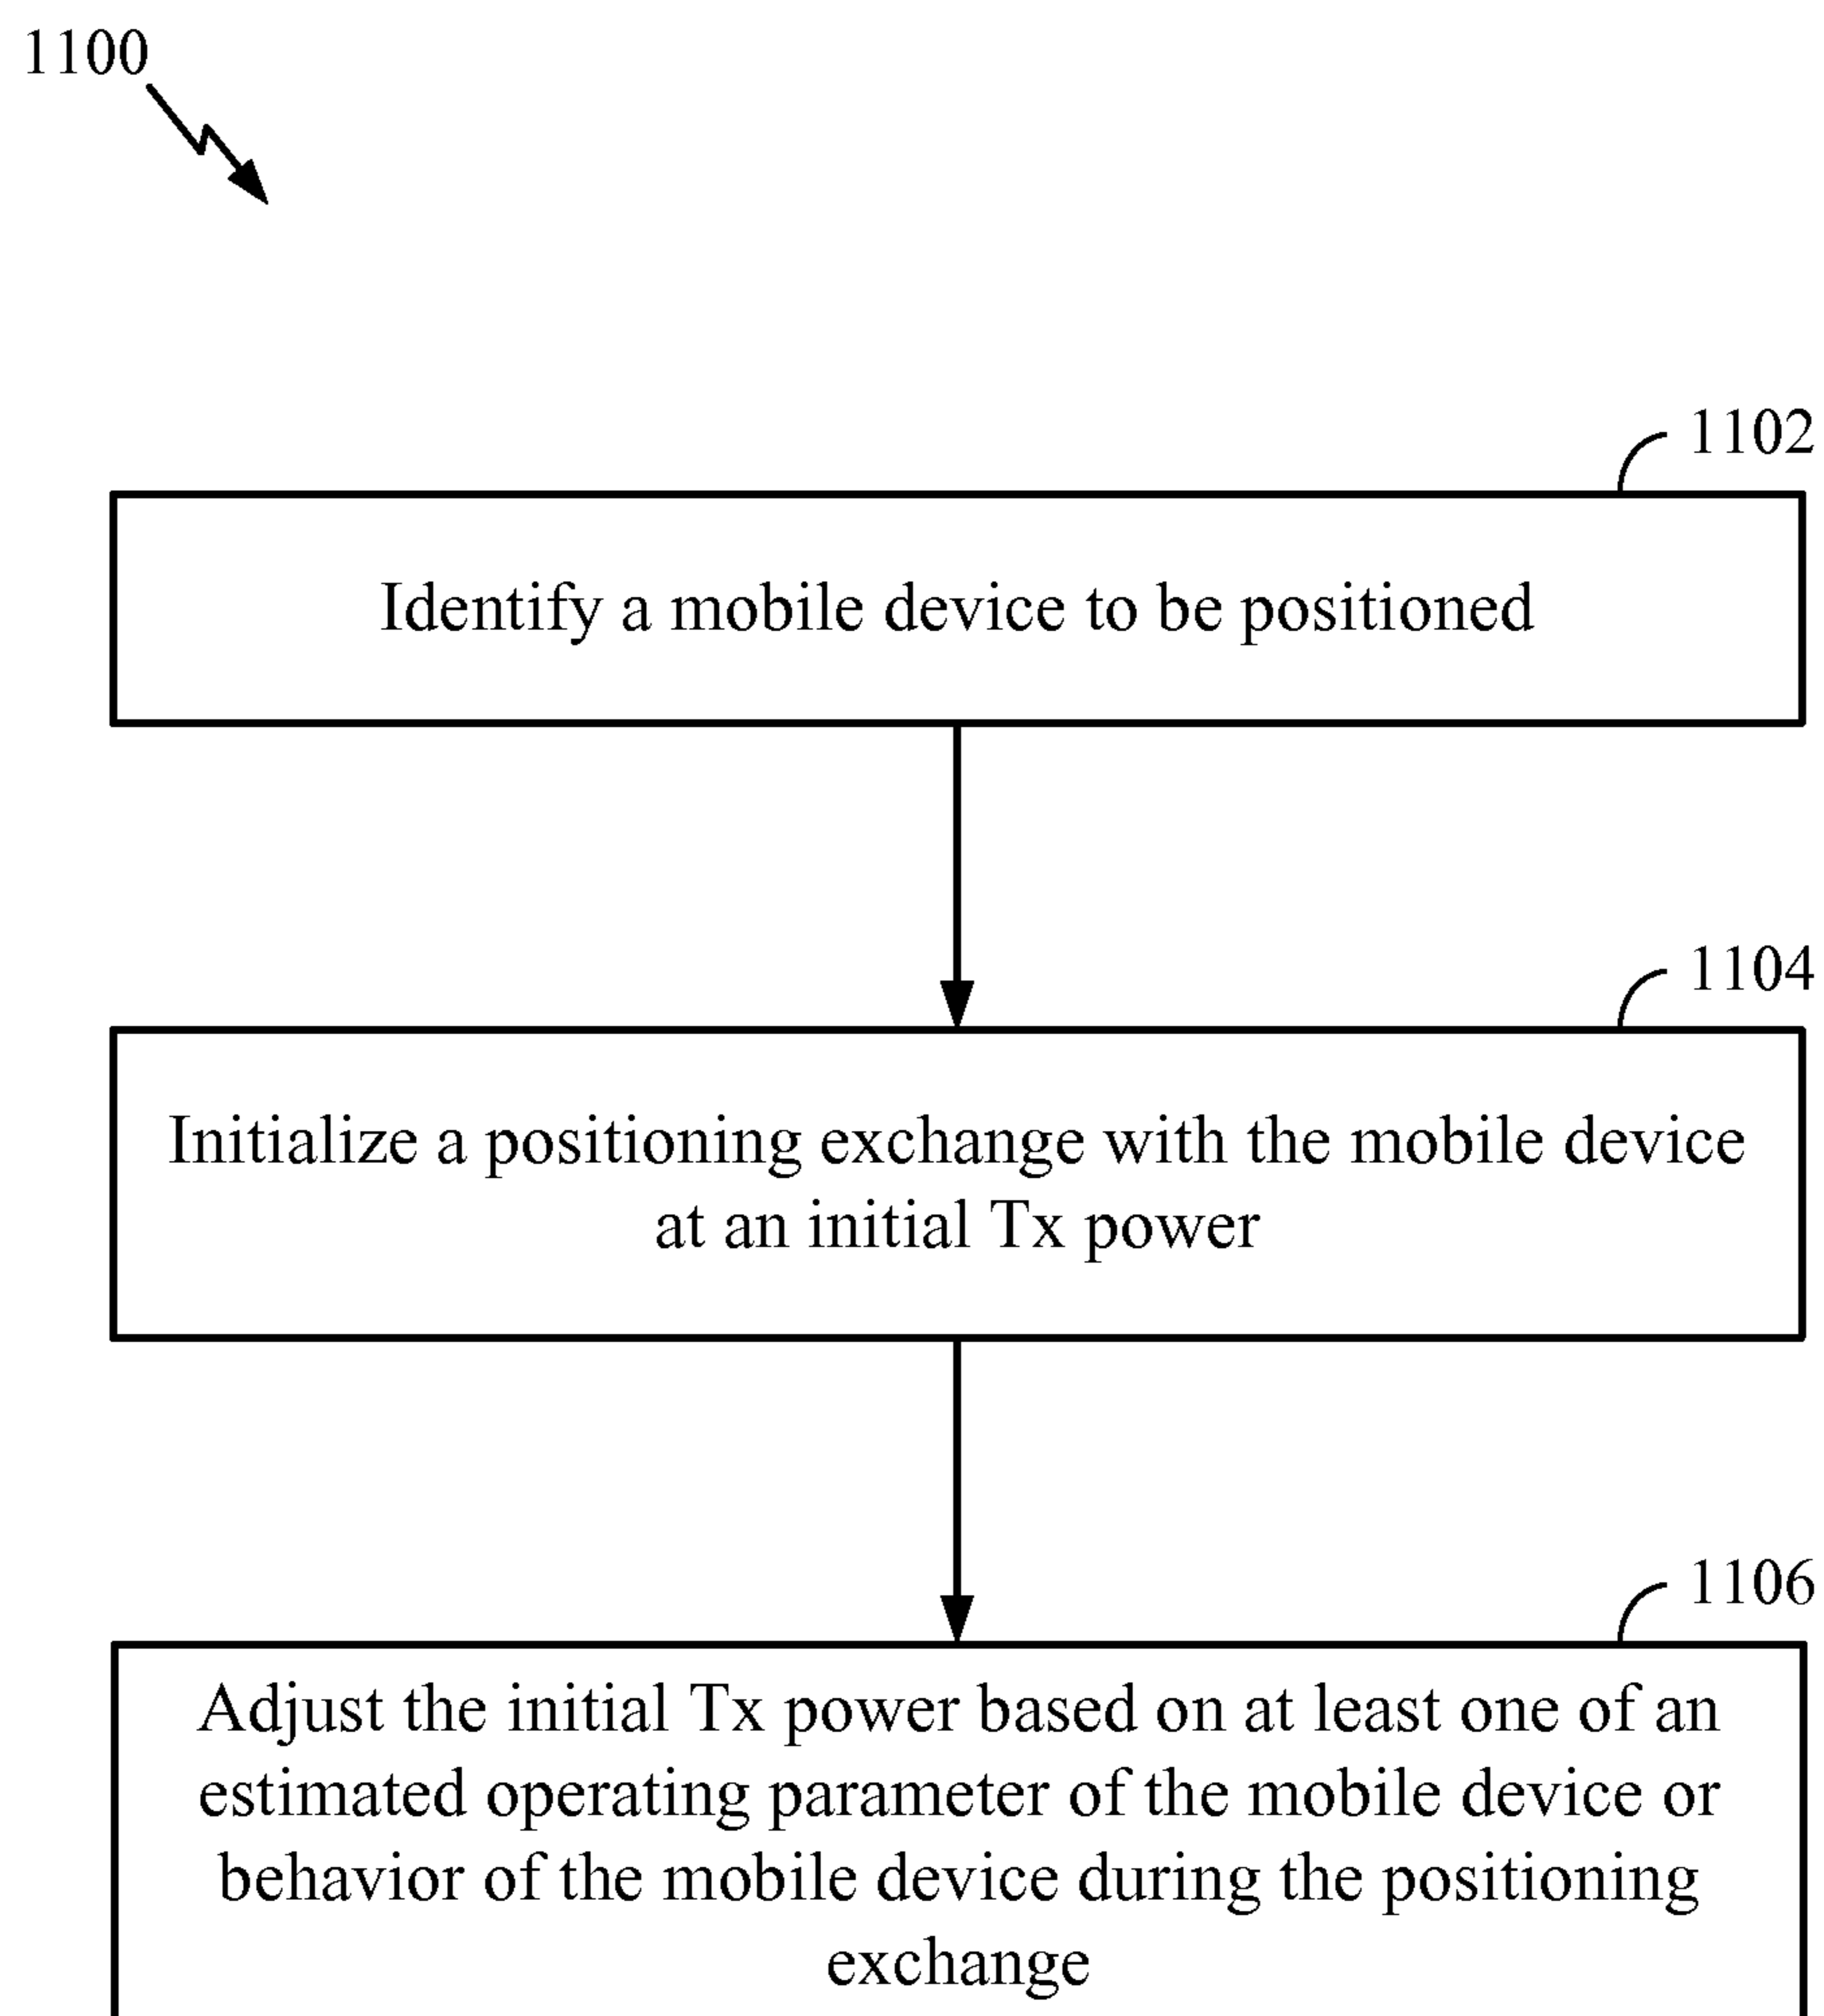 1100
1102
Identify a mobile device to be positioned
1104
Initialize a positioning exchange with the mobile device
at an initial Tx power
1106
Adjust the initial Tx power based on at least one of an
estimated operating parameter of the mobile device or
behavior of the mobile device during the positioning
exchange